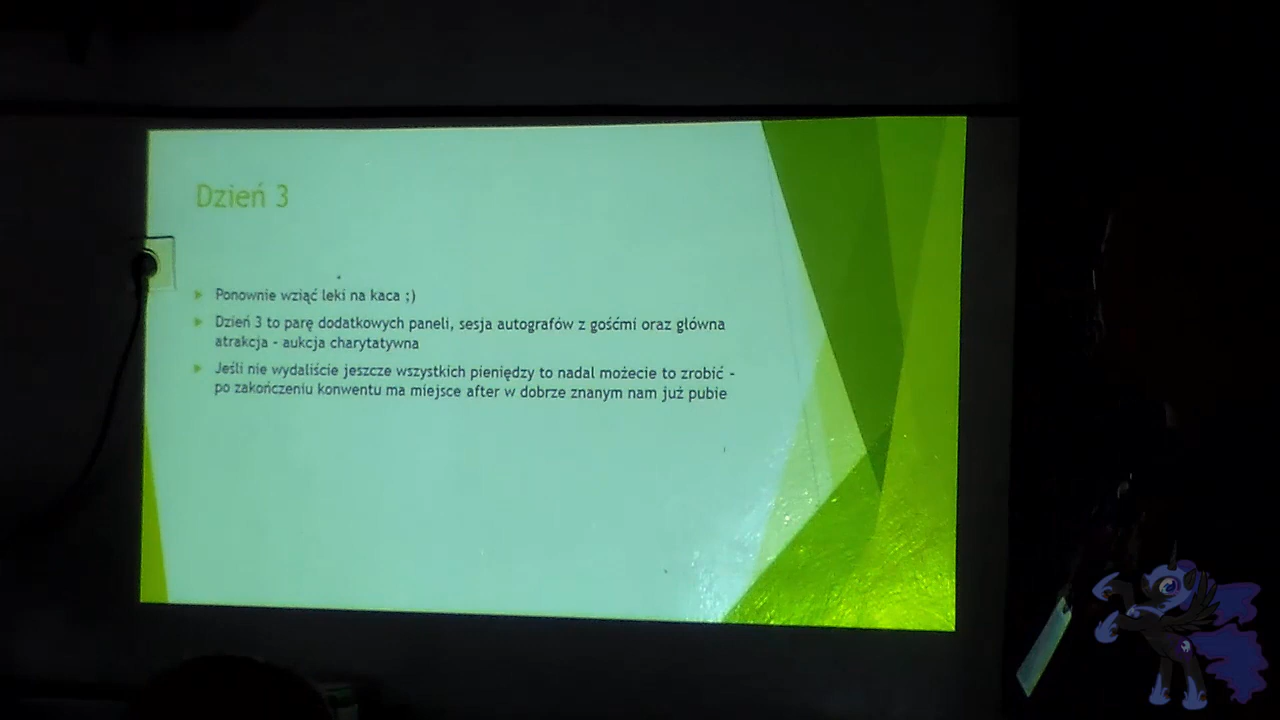 Dzień 3
Ponownie wziąć leki na kaca ;)
Dzień 3 to parę dodatkowych paneli, sesja autografów z gośćmi oraz główna
atrakcja - aukcja charytatywna
Jeśli nie wydaliście jeszcze wszystkich pieniędzy to nadal możecie to zrobić -
po zakończeniu konwentu ma miejsce after w dobrze znanym nam już pubie